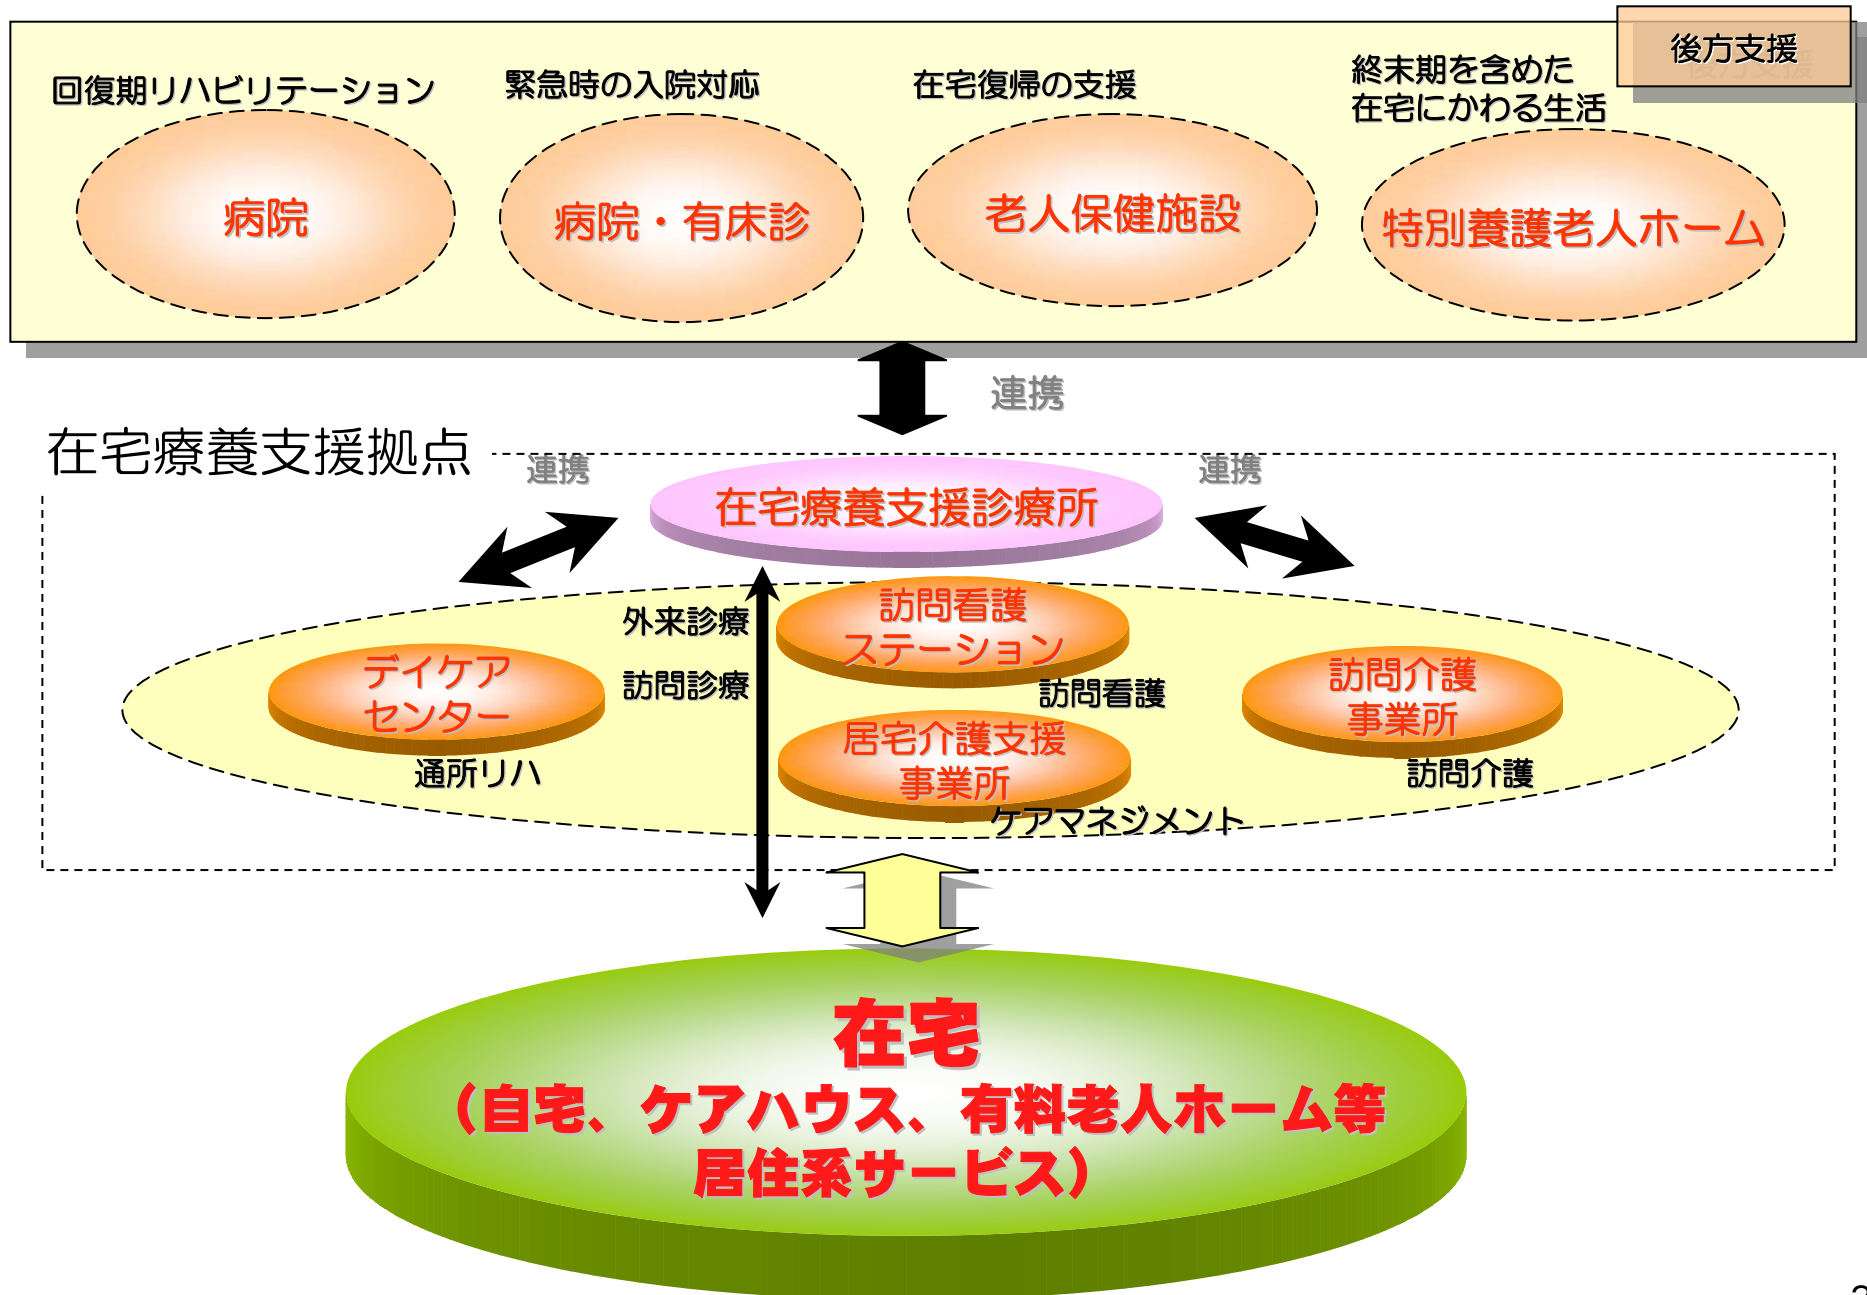 後方支援
回復期リハビリテーション
緊急時の入院対応
在宅復帰の支援
終末期を含めた
在宅にかわる生活
病院
病院・有床診
老人保健施設
特別養護老人ホーム
連携
在宅療養支援拠点
連携
連携
在宅療養支援診療所
外来診療
訪問診療
訪問看護
ステーション
訪問看護
デイケア
センター
通所リハ
訪問介護
事業所
訪問介護
居宅介護支援
事業所
ケアマネジメント
在宅
（自宅、ケアハウス、有料老人ホーム等
居住系サービス）